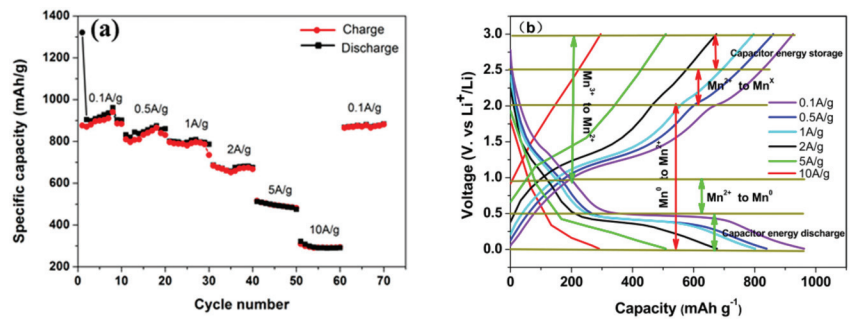 (a)
Charge
Discharge
0.1A/g
0.5A/g
1A/g
2A/g
5A/g
10A/g
0.1A/g
1400
1200
1000
800
600
400
200
0
10
20
30
40
50
60
70
Specific capacity (mAh/g)
Cycle number
(b)
Capacitor energy storage
Mn²⁺ to Mnˣ
Mn³⁺ to Mn²⁺
Mn⁰ to Mn²⁺
Mn²⁺ to Mn⁰
Capacitor energy discharge
0.1A/g
0.5A/g
1A/g
2A/g
5A/g
10A/g
3.0
2.5
2.0
1.5
1.0
0.5
0.0
0
200
400
600
800
1000
Voltage (V. vs Li⁺/Li)
Capacity (mAh g⁻¹)